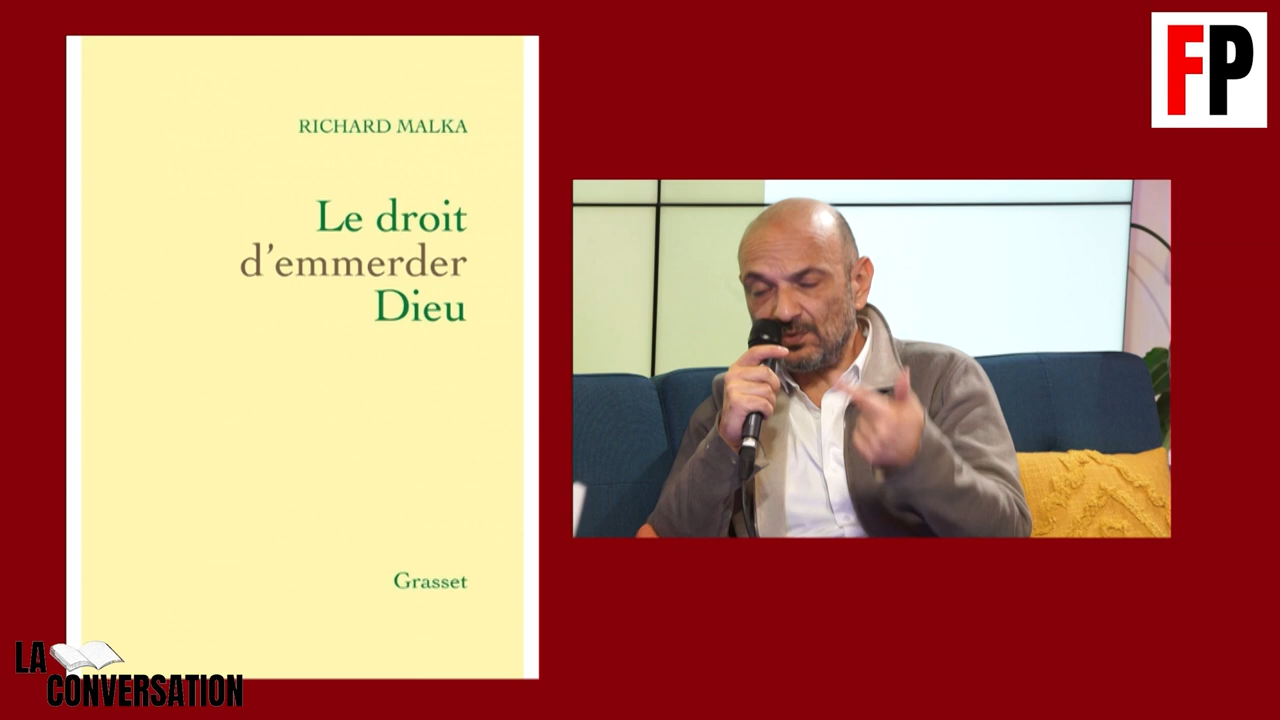 RICHARD MALKA
Le droit
d'emmerder
Dieu
Grasset
FP
LA
CONVERSATION